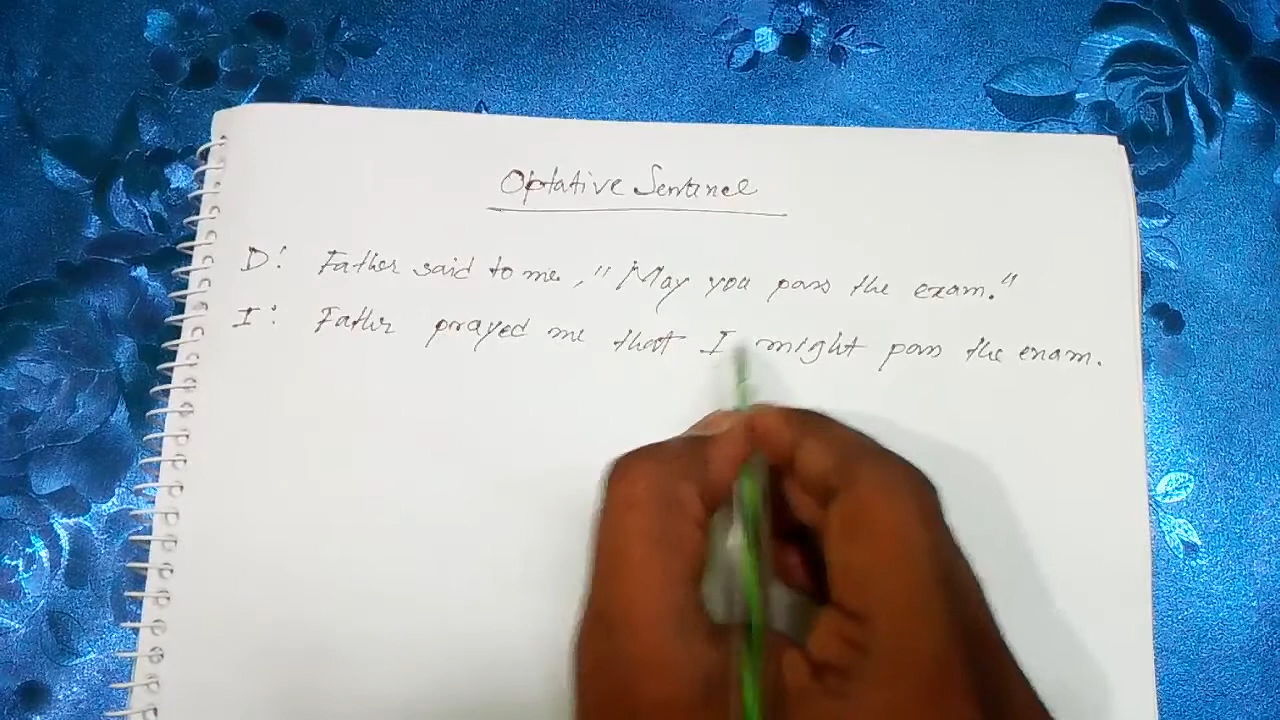 Optative Sentence
D: Father said to me, "May you pass the exam."
I: Father prayed me that I might pass the exam.